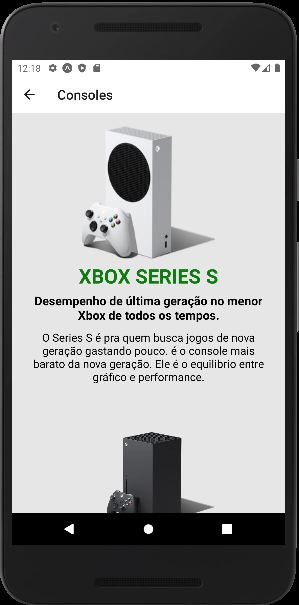 12:18
Consoles
XBOX SERIES S
Desempenho de última geração no menor
Xbox de todos os tempos.
O Series S é pra quem busca jogos de nova
geração gastando pouco. é o console mais
barato da nova geração. Ele é o equilibrio entre
gráfico e performance.